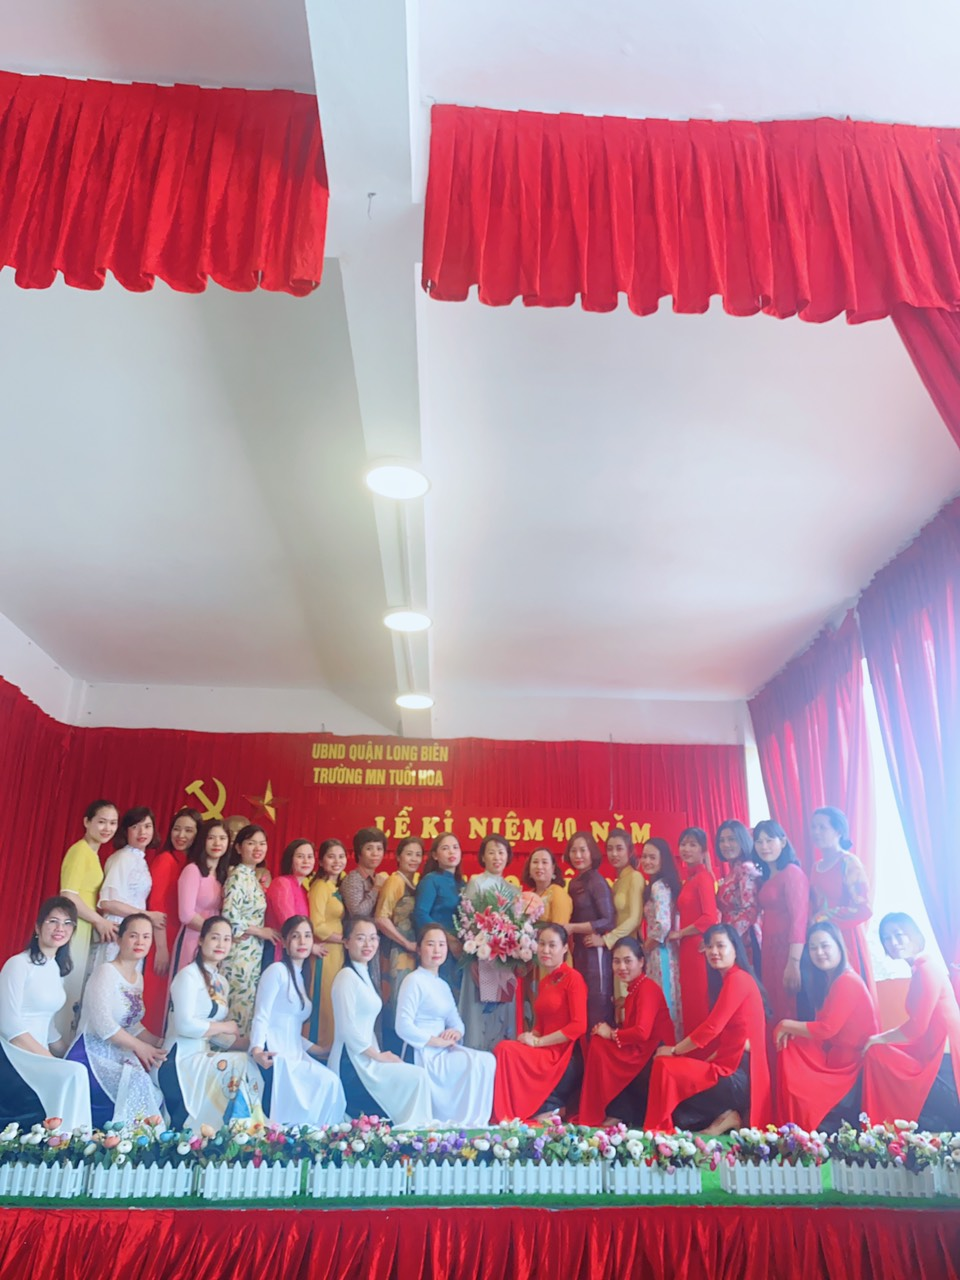 UBND QUẬN LONG BIÊN
TRƯỜNG MN TUỔI HOA
LỄ KỈ NIỆM 40 NĂM